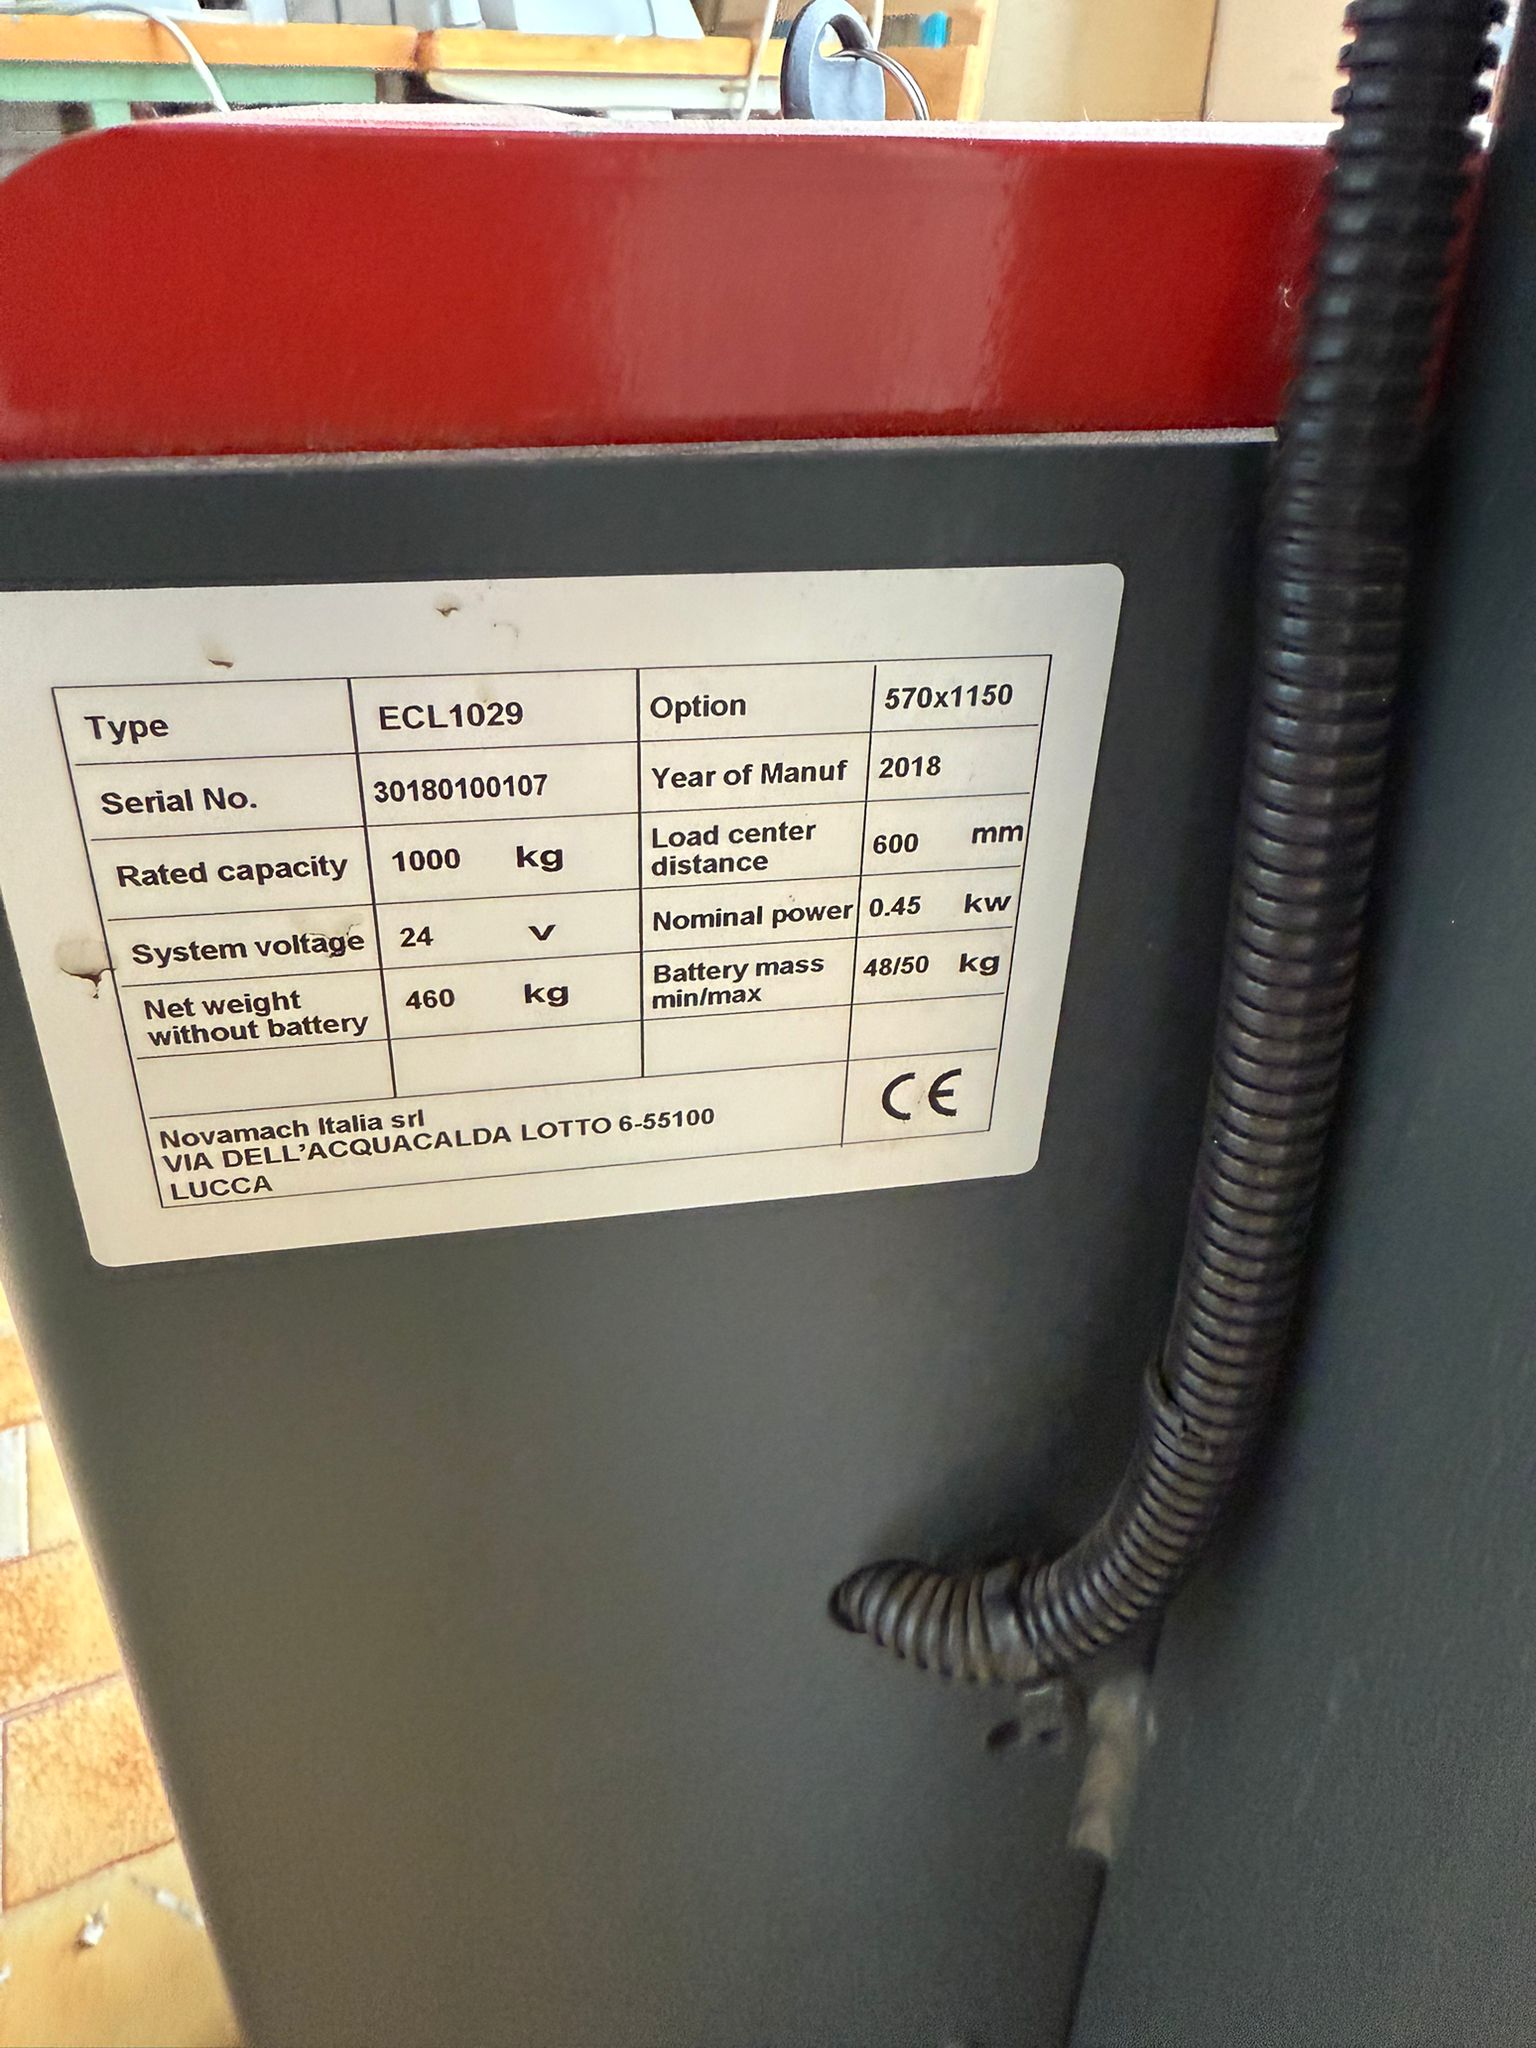 Type ECL1029 Option 570x1150
Serial No. 30180100107 Year of Manuf 2018
Rated capacity 1000 kg Load center
distance 600 mm
System voltage 24 v Nominal power 0.45 kw
Net weight
without battery 460 kg Battery mass
min/max 48/50 kg
Novamach Italia srl
VIA DELL'ACQUACALDA LOTTO 6-55100
LUCCA
CE